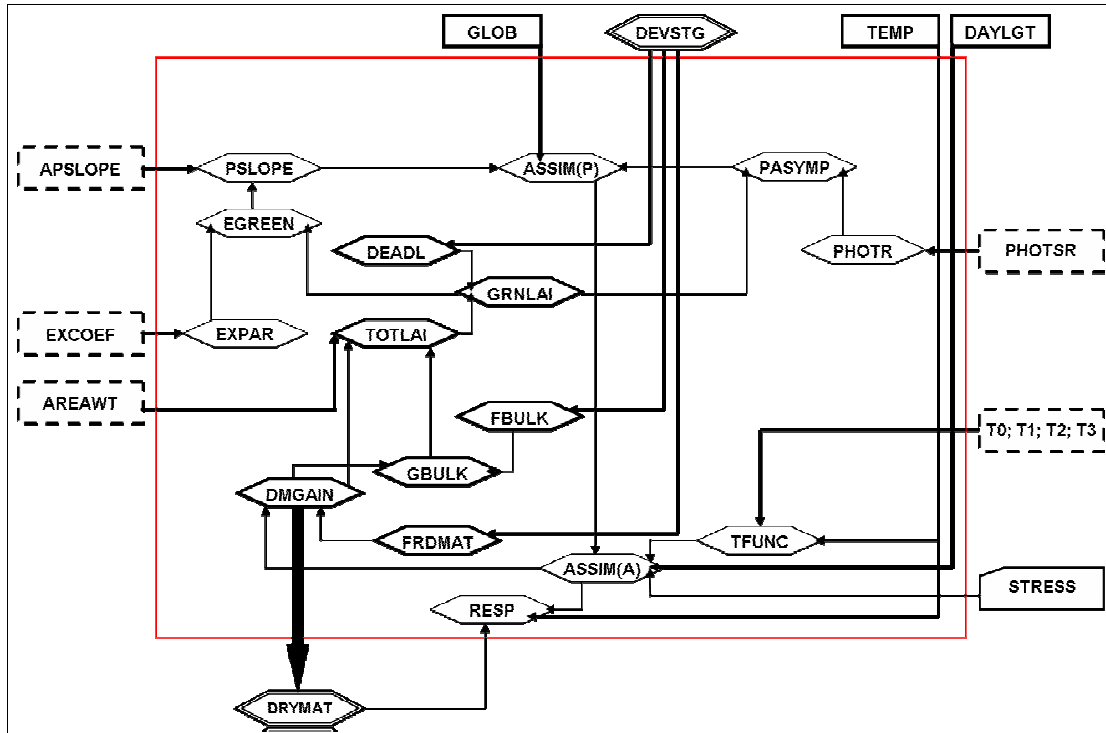 GLOB
DEVSTG
TEMP
DAYLGT
APSLOPE
PSLOPE
ASSIM(P)
PASYMP
EGREEN
DEADL
PHOTR
PHOTSR
GRNLAI
EXCOEF
EXPAR
TOTLAI
AREAWT
FBULK
T0; T1; T2; T3
GBULK
DMGAIN
FRDMAT
TFUNC
ASSIM(A)
STRESS
RESP
DRYMAT